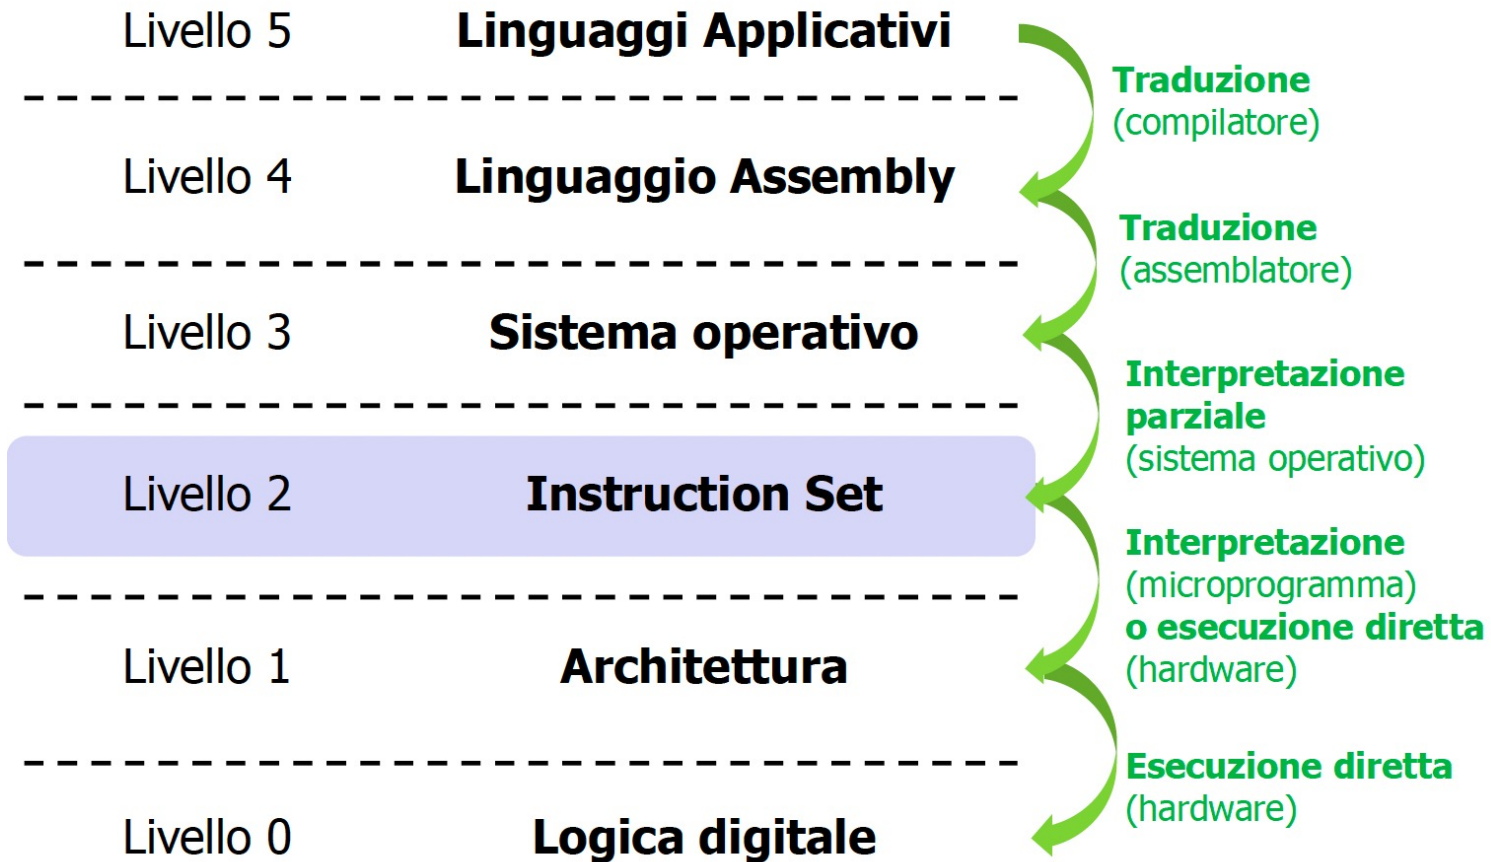 Livello 5 Linguaggi Applicativi
Traduzione
(compilatore)
Livello 4 Linguaggio Assembly
Traduzione
(assemblatore)
Livello 3 Sistema operativo
Interpretazione
parziale
(sistema operativo)
Livello 2 Instruction Set
Interpretazione
(microprogramma)
o esecuzione diretta
(hardware)
Livello 1 Architettura
Esecuzione diretta
(hardware)
Livello 0 Logica digitale